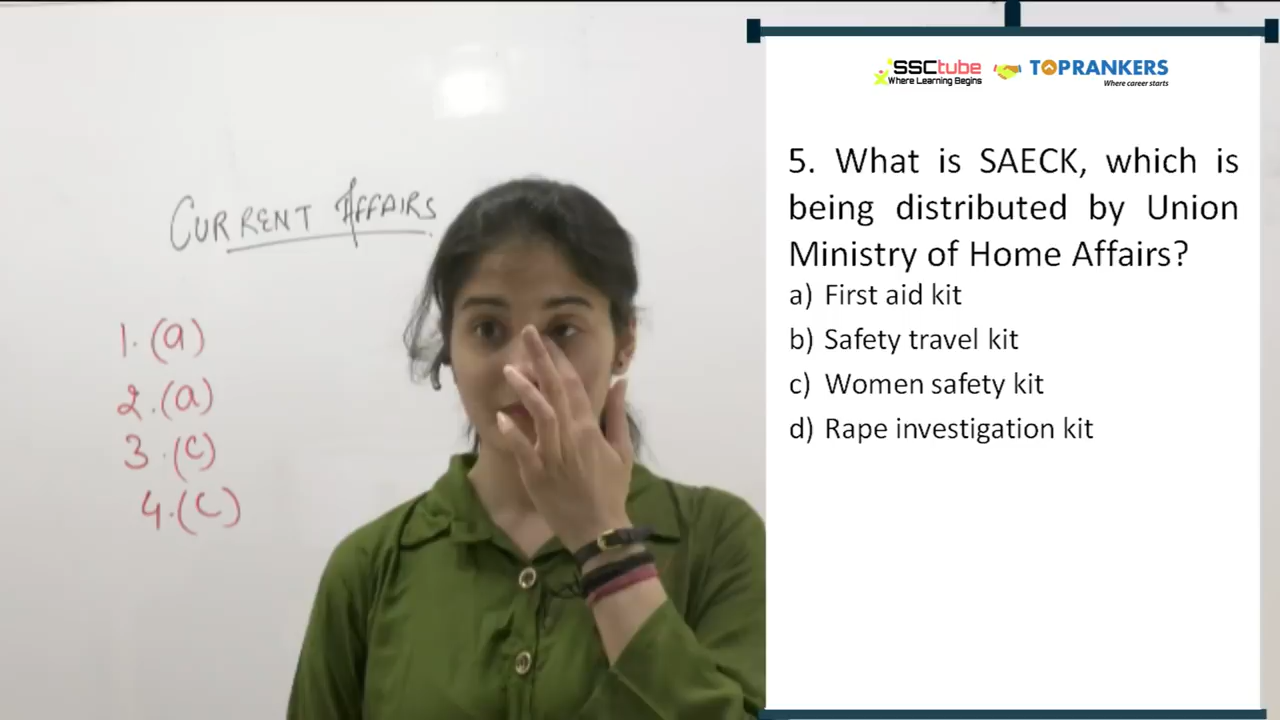 CURRENT AFFAIRS
1. (a)
2. (a)
3. (c)
4. (c)
SSCtube
Where Learning Begins
TOPRANKERS
Where career starts
5. What is SAECK, which is
being distributed by Union
Ministry of Home Affairs?
a) First aid kit
b) Safety travel kit
c) Women safety kit
d) Rape investigation kit